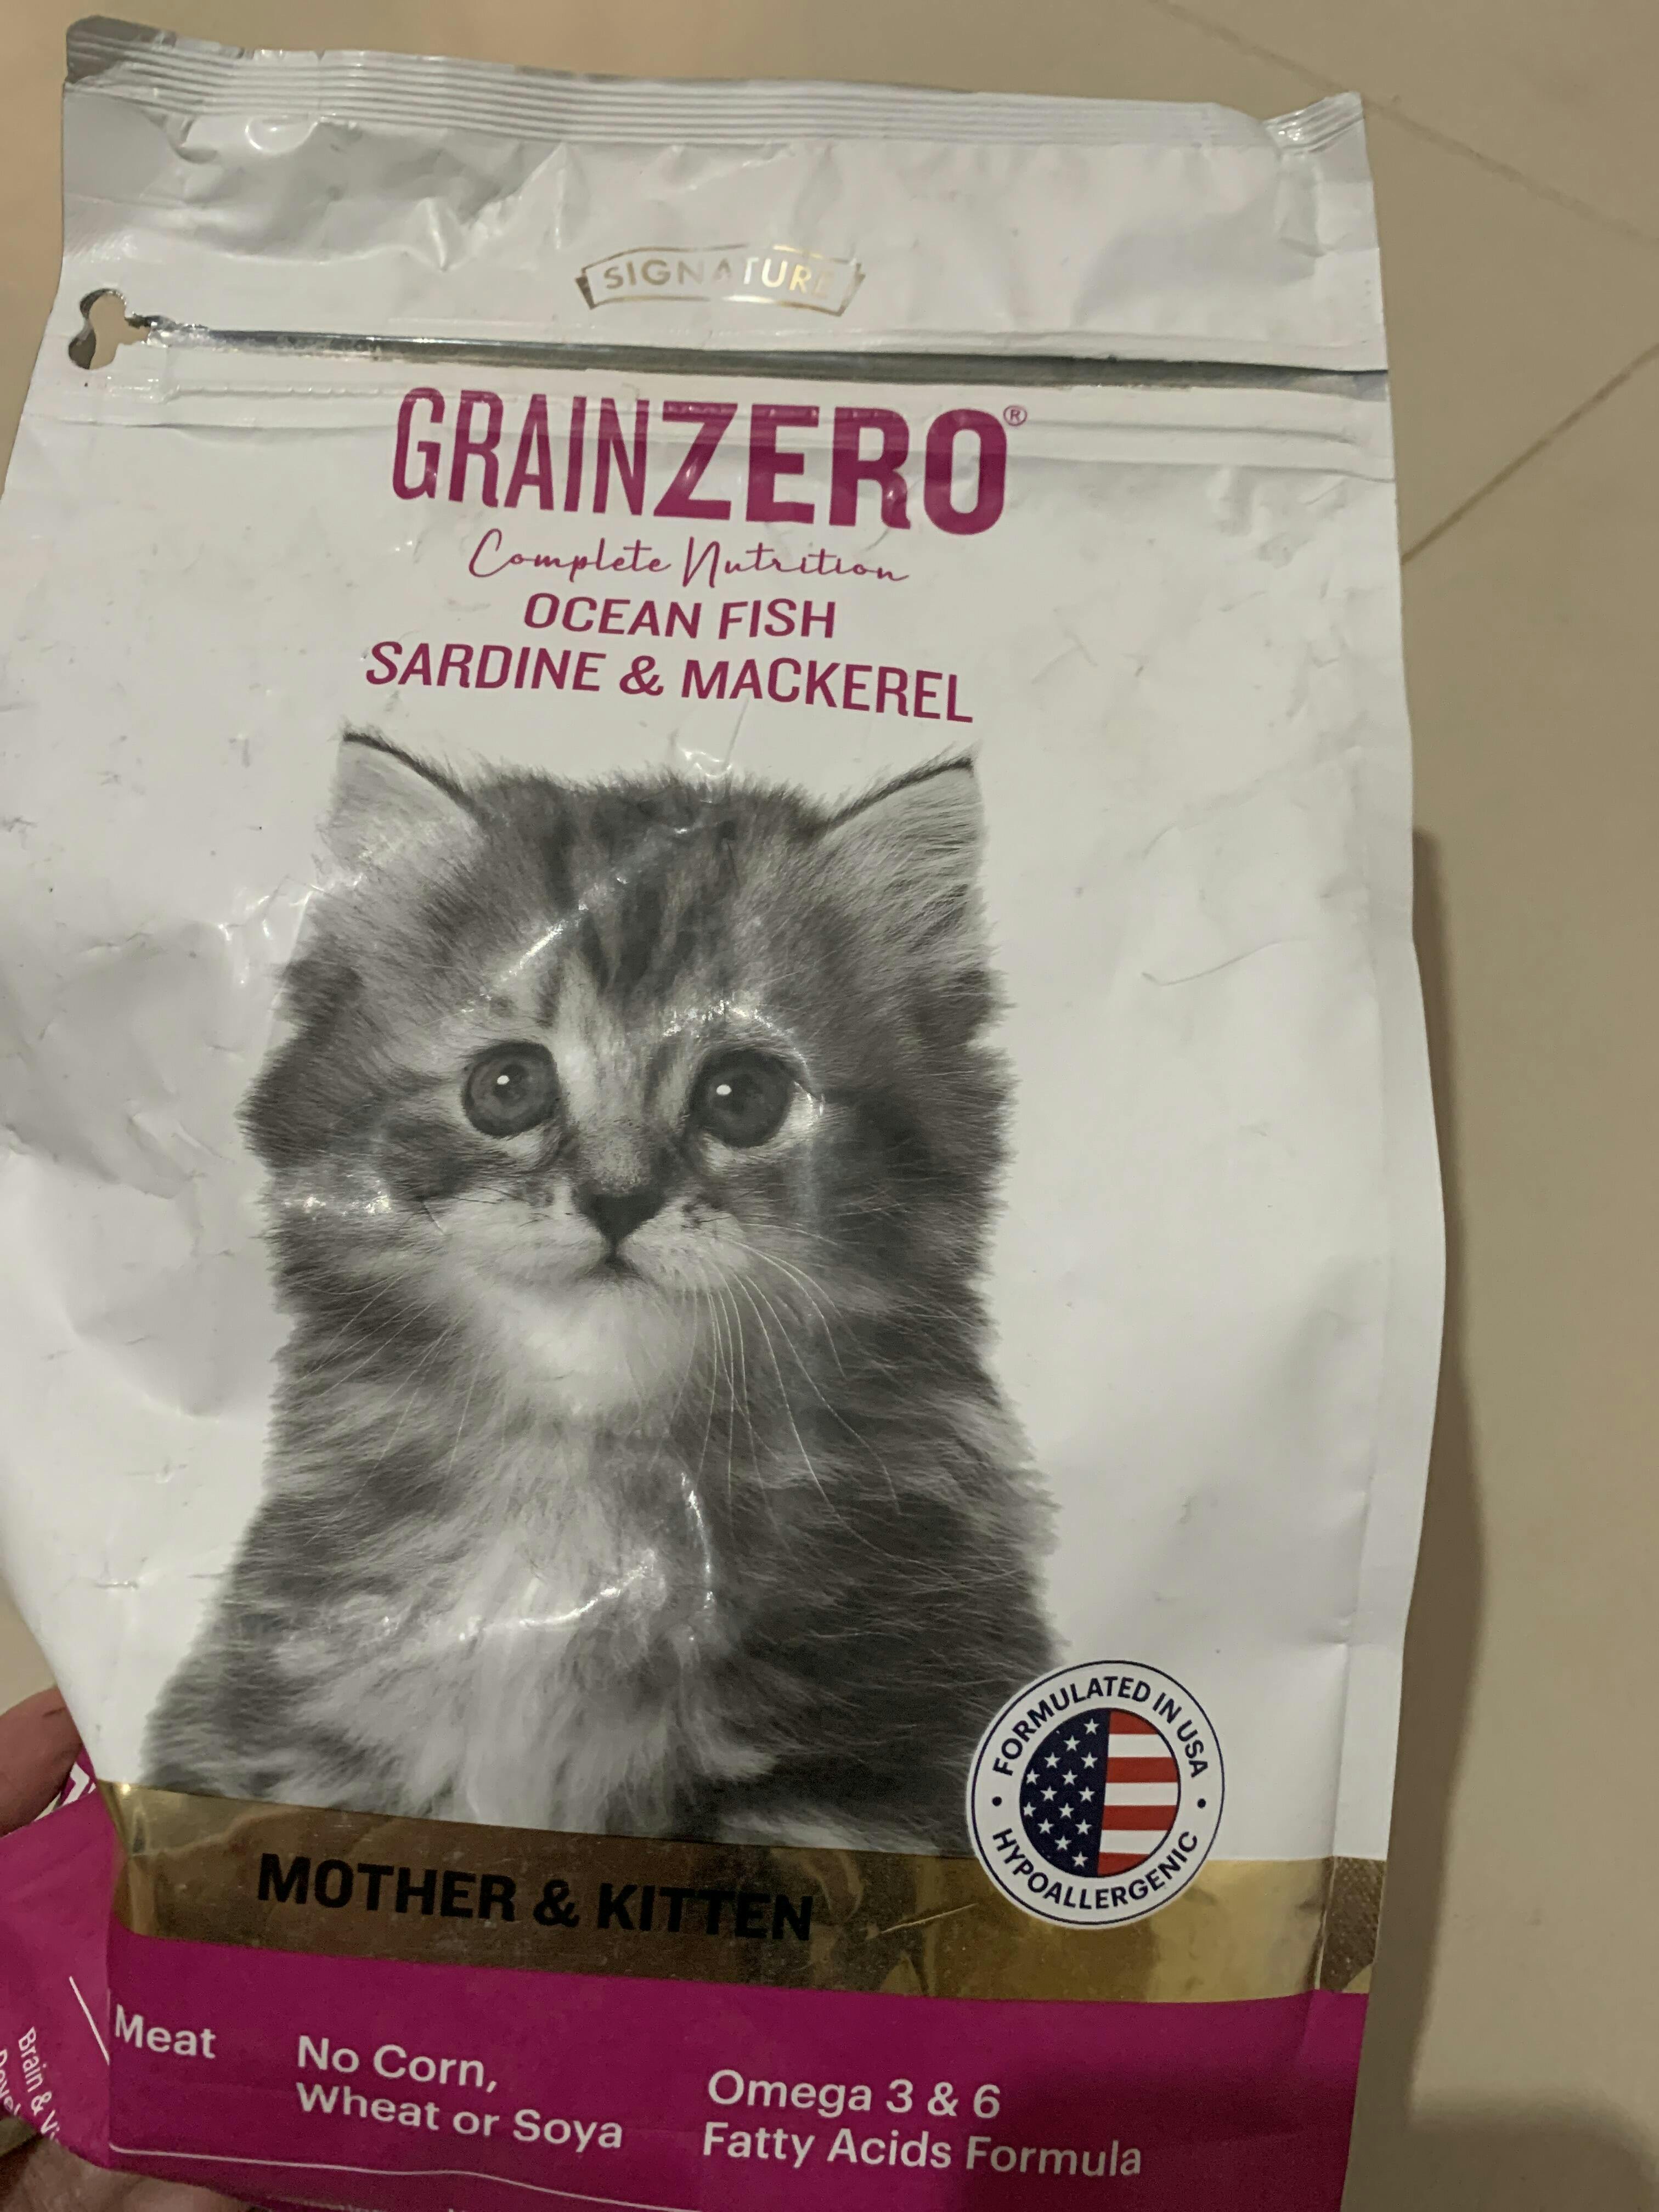 SIGNATURE
GRAINZERO®
Complete Nutrition
OCEAN FISH
SARDINE & MACKEREL
FORMULATED IN USA
• HYPOALLERGENIC •
MOTHER & KITTEN
Meat
No Corn,
Wheat or Soya
Omega 3 & 6
Fatty Acids Formula
Brain &